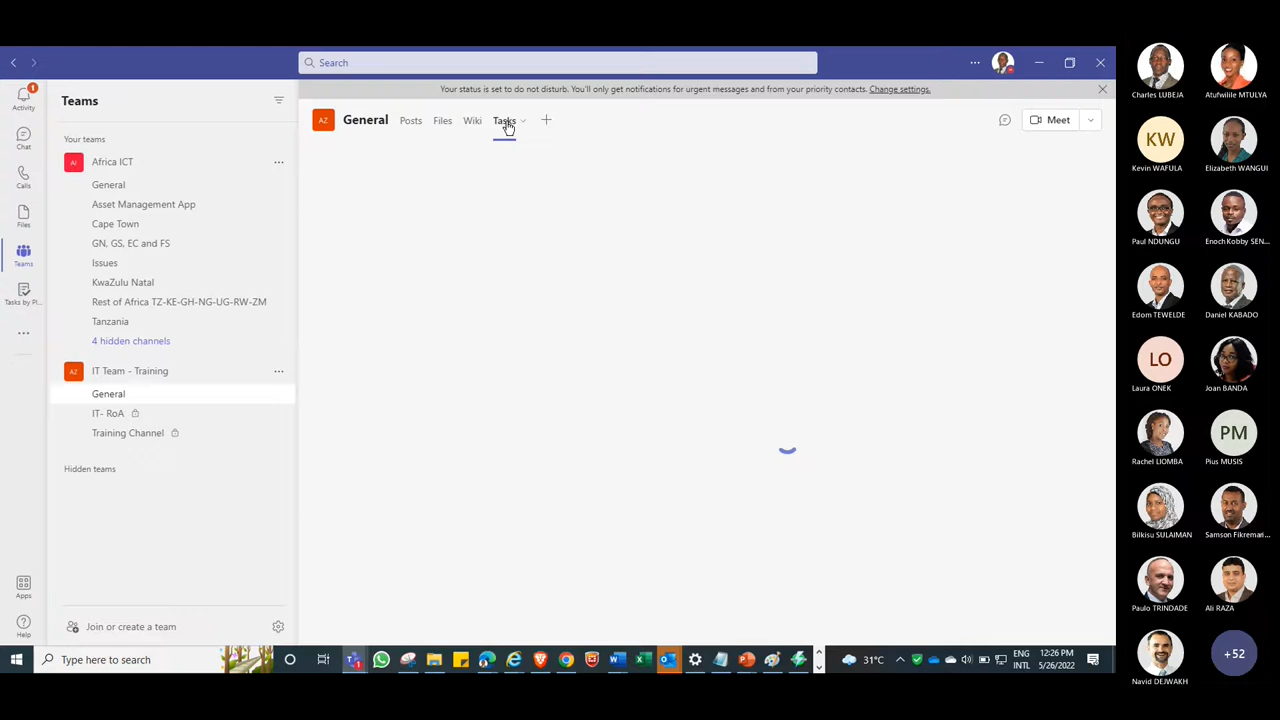 Search
Your status is set to do not disturb. You'll only get notifications for urgent messages and from your priority contacts. Change settings.
Activity
1
Chat
Calls
Files
Teams
Tasks by Pl...
Apps
Help
Teams
Your teams
AI Africa ICT
General
Asset Management App
Cape Town
GN, GS, EC and FS
Issues
KwaZulu Natal
Rest of Africa TZ-KE-GH-NG-UG-RW-ZM
Tanzania
4 hidden channels
AZ IT Team - Training
General
IT- RoA
Training Channel
Hidden teams
Join or create a team
AZ General Posts Files Wiki Tasks
Meet
Type here to search
31°C
ENG
INTL
12:26 PM
5/26/2022
Charles LUBEJA
Atufwilile MTULYA
KW
Kevin WAFULA
Elizabeth WANGUI
Paul NDUNGU
Enoch Kobby SEN...
Edom TEWELDE
Daniel KABADO
LO
Laura ONEK
Joan BANDA
Rachel LIOMBA
PM
Pius MUSIS
Bilkisu SULAIMAN
Samson Fikremari...
Paulo TRINDADE
Ali RAZA
Navid DEJWAKH
+52